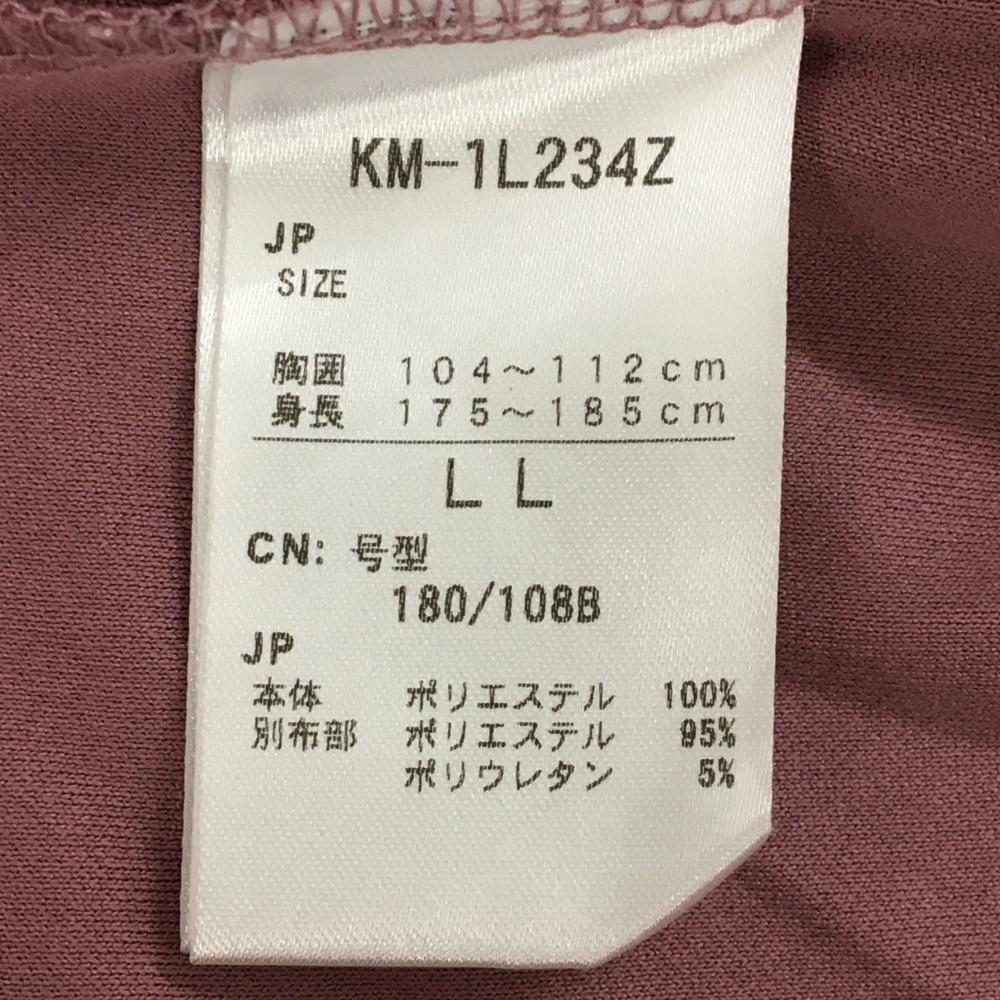 KM-1L234Z
JP
SIZE
胸囲 104～112cm
身長 175～185cm
LL
CN: 号型
180/108B
JP
本体 ポリエステル 100%
別布部 ポリエステル 95%
ポリウレタン 5%